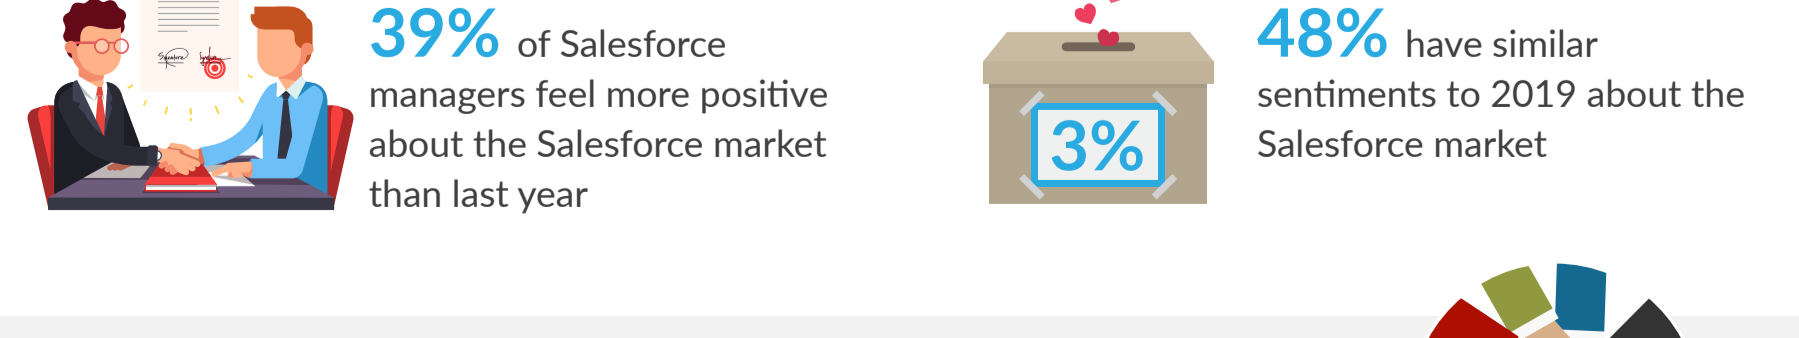 39% of Salesforce
managers feel more positive
about the Salesforce market
than last year
3%
48% have similar
sentiments to 2019 about the
Salesforce market